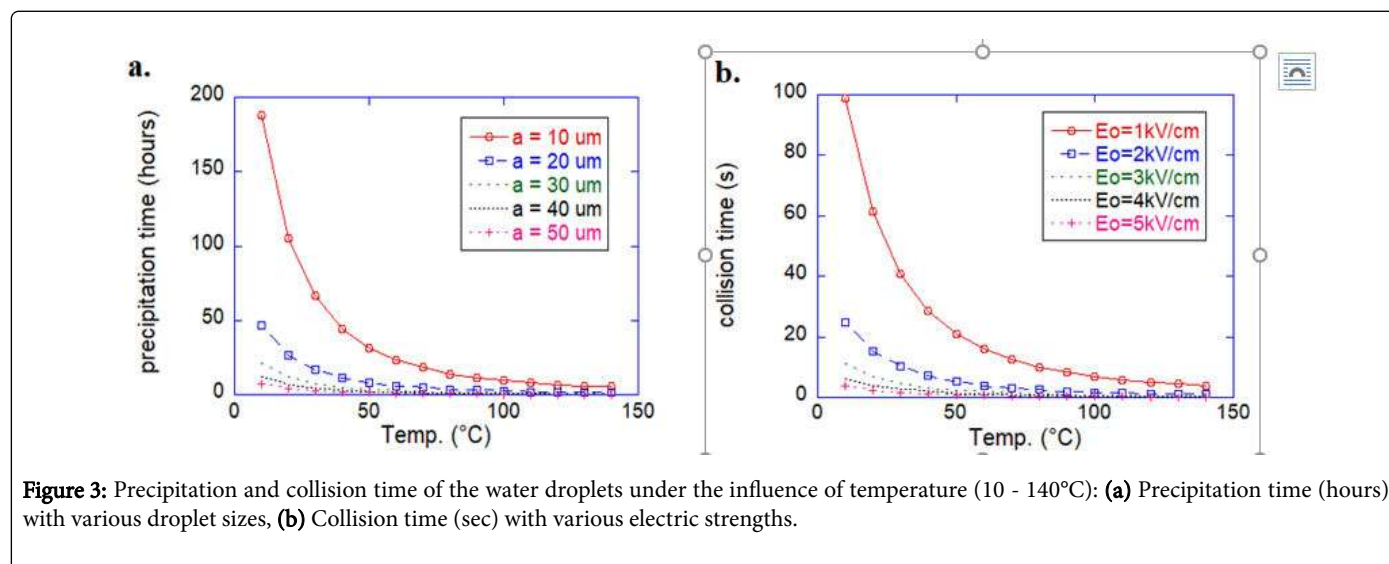 a.
200
150
100
50
0
0
50
100
150
precipitation time (hours)
Temp. (°C)
a = 10 um
a = 20 um
a = 30 um
a = 40 um
a = 50 um
b.
100
80
60
40
20
0
0
50
100
150
collision time (s)
Temp. (°C)
Eo=1kV/cm
Eo=2kV/cm
Eo=3kV/cm
Eo=4kV/cm
Eo=5kV/cm
Figure 3: Precipitation and collision time of the water droplets under the influence of temperature (10 - 140°C): (a) Precipitation time (hours)
with various droplet sizes, (b) Collision time (sec) with various electric strengths.